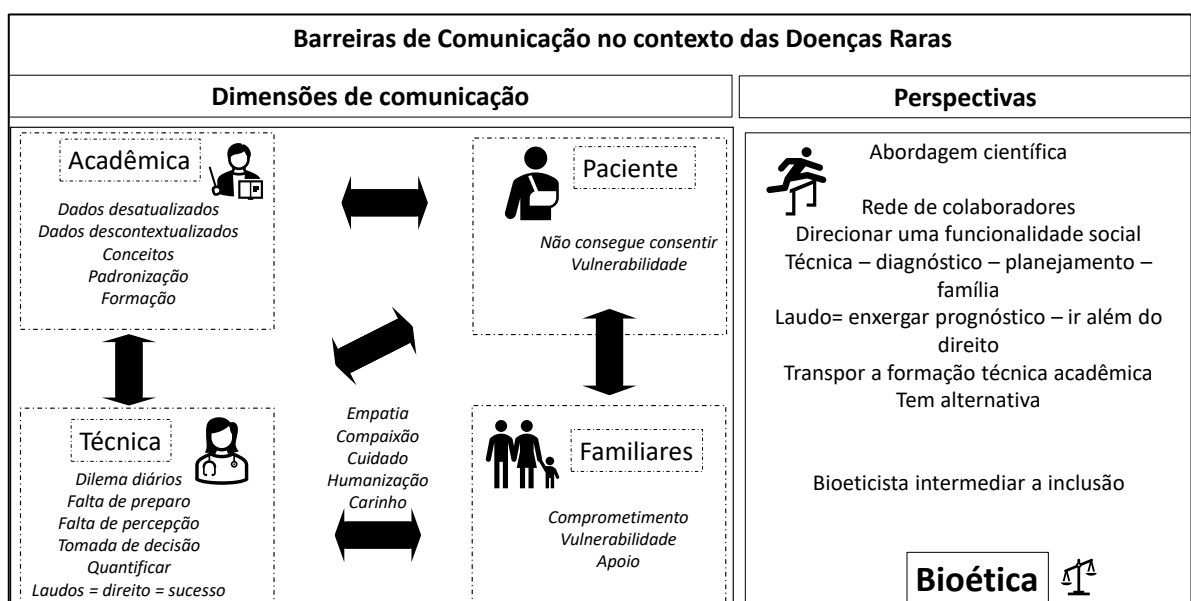 Barreiras de Comunicação no contexto das Doenças Raras
Dimensões de comunicação
Perspectivas
Acadêmica
Dados desatualizados
Dados descontextualizados
Conceitos
Padronização
Formação
Paciente
Não consegue consentir
Vulnerabilidade
Técnica
Dilema diários
Falta de preparo
Falta de percepção
Tomada de decisão
Quantificar
Laudos = direito = sucesso
Empatia
Compaixão
Cuidado
Humanização
Carinho
Familiares
Comprometimento
Vulnerabilidade
Apoio
Abordagem científica
Rede de colaboradores
Direcionar uma funcionalidade social
Técnica – diagnóstico – planejamento –
família
Laudo= enxergar prognóstico – ir além do
direito
Transpor a formação técnica acadêmica
Tem alternativa
Bioeticista intermediar a inclusão
Bioética